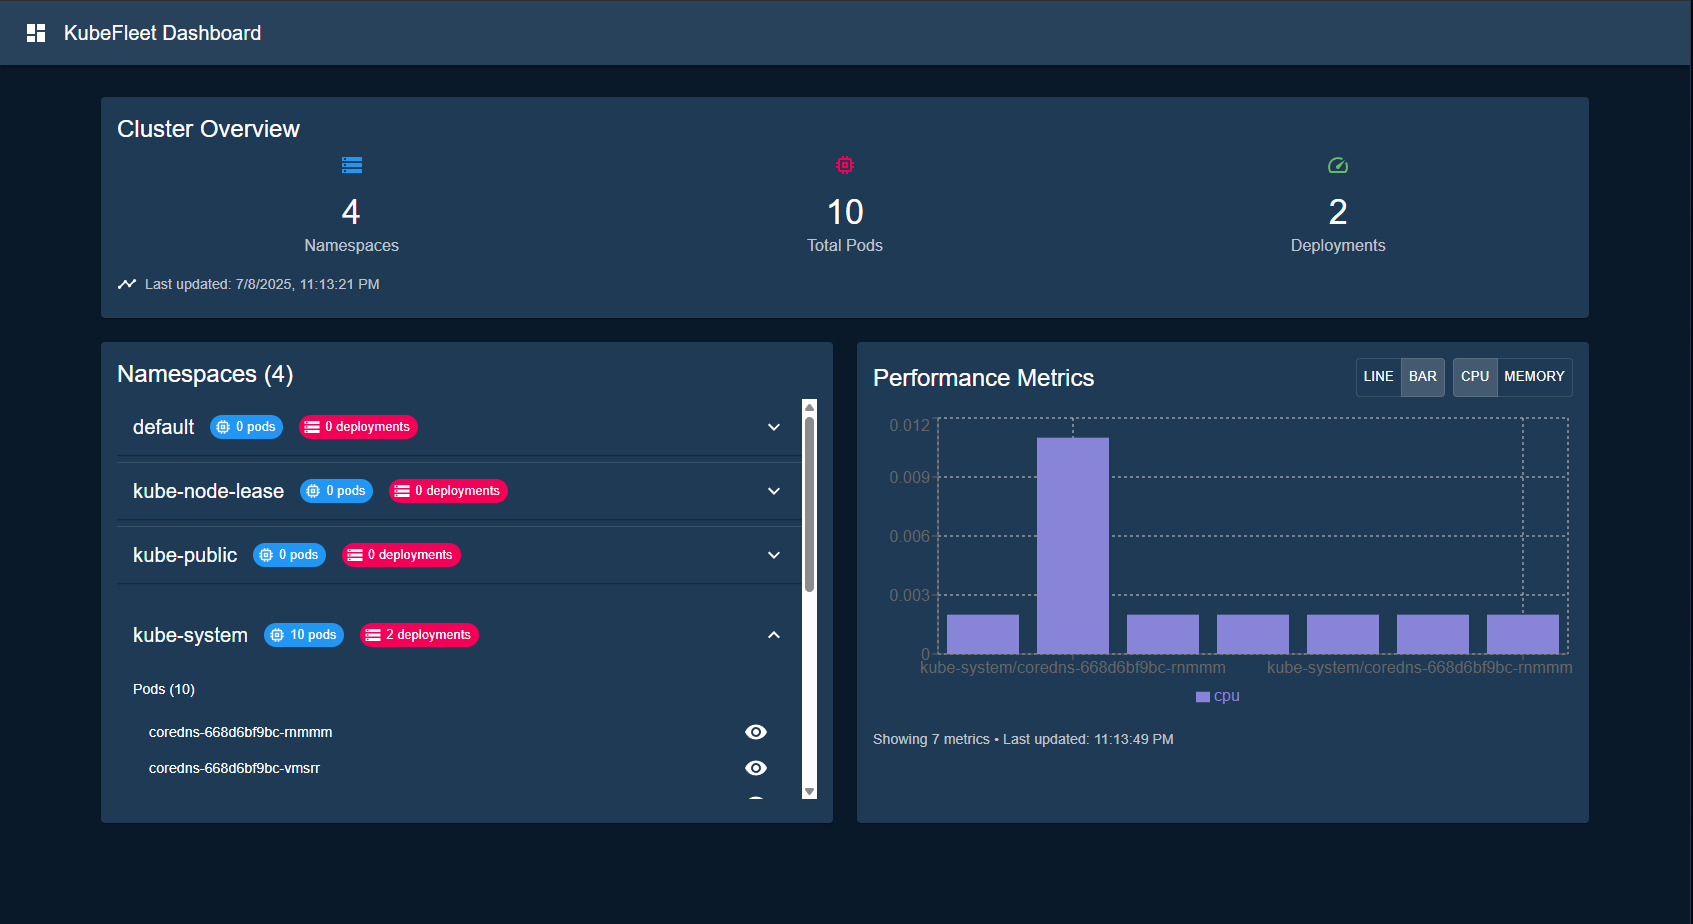 KubeFleet Dashboard
Cluster Overview
4
Namespaces
10
Total Pods
2
Deployments
Last updated: 7/8/2025, 11:13:21 PM
Namespaces (4)
default 0 pods 0 deployments
kube-node-lease 0 pods 0 deployments
kube-public 0 pods 0 deployments
kube-system 10 pods 2 deployments
Pods (10)
coredns-668d6bf9bc-rnmmm
coredns-668d6bf9bc-vmsrr
Performance Metrics
LINE BAR CPU MEMORY
0.012
0.009
0.006
0.003
0
kube-system/coredns-668d6bf9bc-rnmmm kube-system/coredns-668d6bf9bc-rnmmm
cpu
Showing 7 metrics • Last updated: 11:13:49 PM